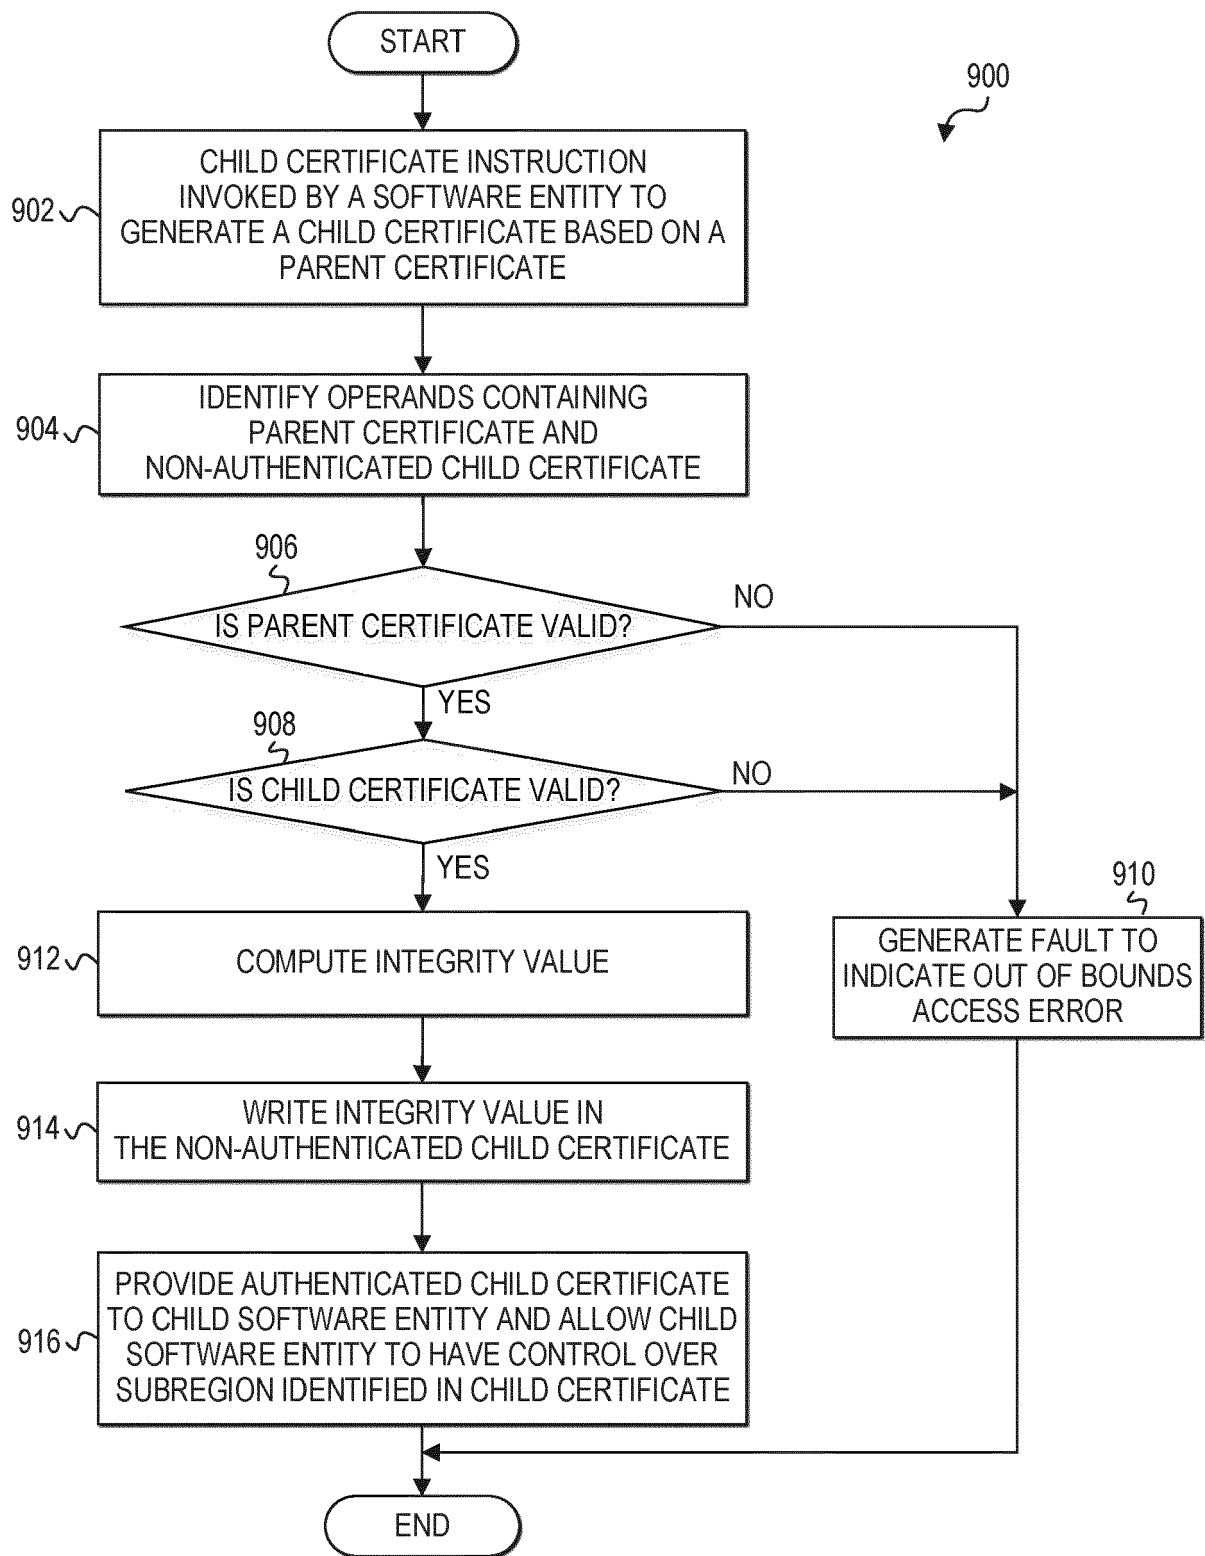 START
900
902
CHILD CERTIFICATE INSTRUCTION
INVOKED BY A SOFTWARE ENTITY TO
GENERATE A CHILD CERTIFICATE BASED ON A
PARENT CERTIFICATE
904
IDENTIFY OPERANDS CONTAINING
PARENT CERTIFICATE AND
NON-AUTHENTICATED CHILD CERTIFICATE
906
IS PARENT CERTIFICATE VALID?
NO
YES
908
IS CHILD CERTIFICATE VALID?
NO
YES
910
GENERATE FAULT TO
INDICATE OUT OF BOUNDS
ACCESS ERROR
912
COMPUTE INTEGRITY VALUE
914
WRITE INTEGRITY VALUE IN
THE NON-AUTHENTICATED CHILD CERTIFICATE
916
PROVIDE AUTHENTICATED CHILD CERTIFICATE
TO CHILD SOFTWARE ENTITY AND ALLOW CHILD
SOFTWARE ENTITY TO HAVE CONTROL OVER
SUBREGION IDENTIFIED IN CHILD CERTIFICATE
END